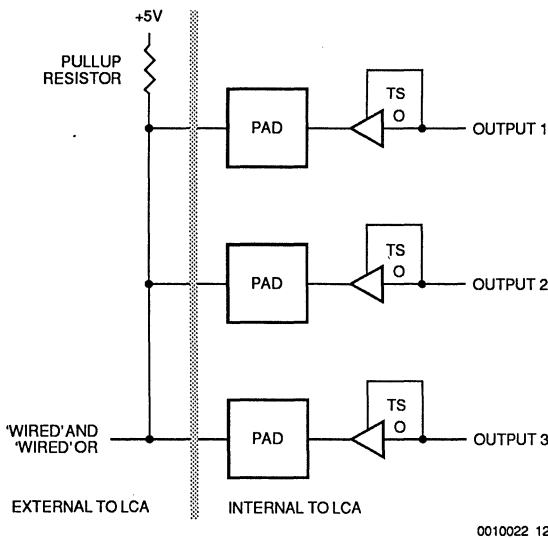 +5V
PULLUP
RESISTOR
PAD
TS
O
OUTPUT 1
PAD
TS
O
OUTPUT 2
PAD
TS
O
OUTPUT 3
'WIRED' AND
'WIRED' OR
EXTERNAL TO LCA
INTERNAL TO LCA
0010022 12